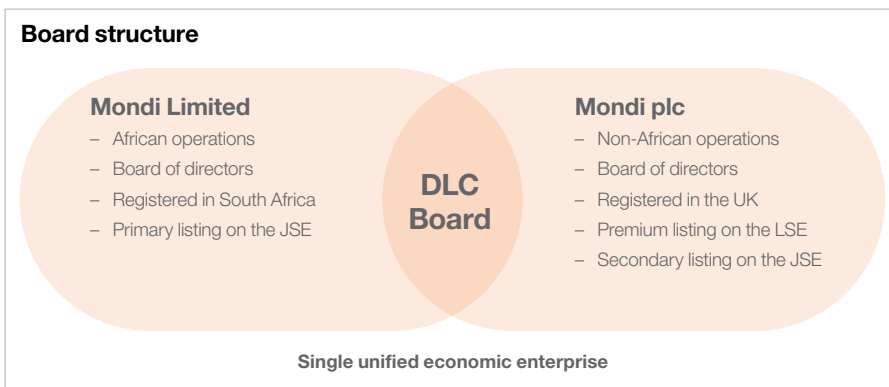 Board structure
Mondi Limited
– African operations
– Board of directors
– Registered in South Africa
– Primary listing on the JSE
DLC
Board
Mondi plc
– Non-African operations
– Board of directors
– Registered in the UK
– Premium listing on the LSE
– Secondary listing on the JSE
Single unified economic enterprise